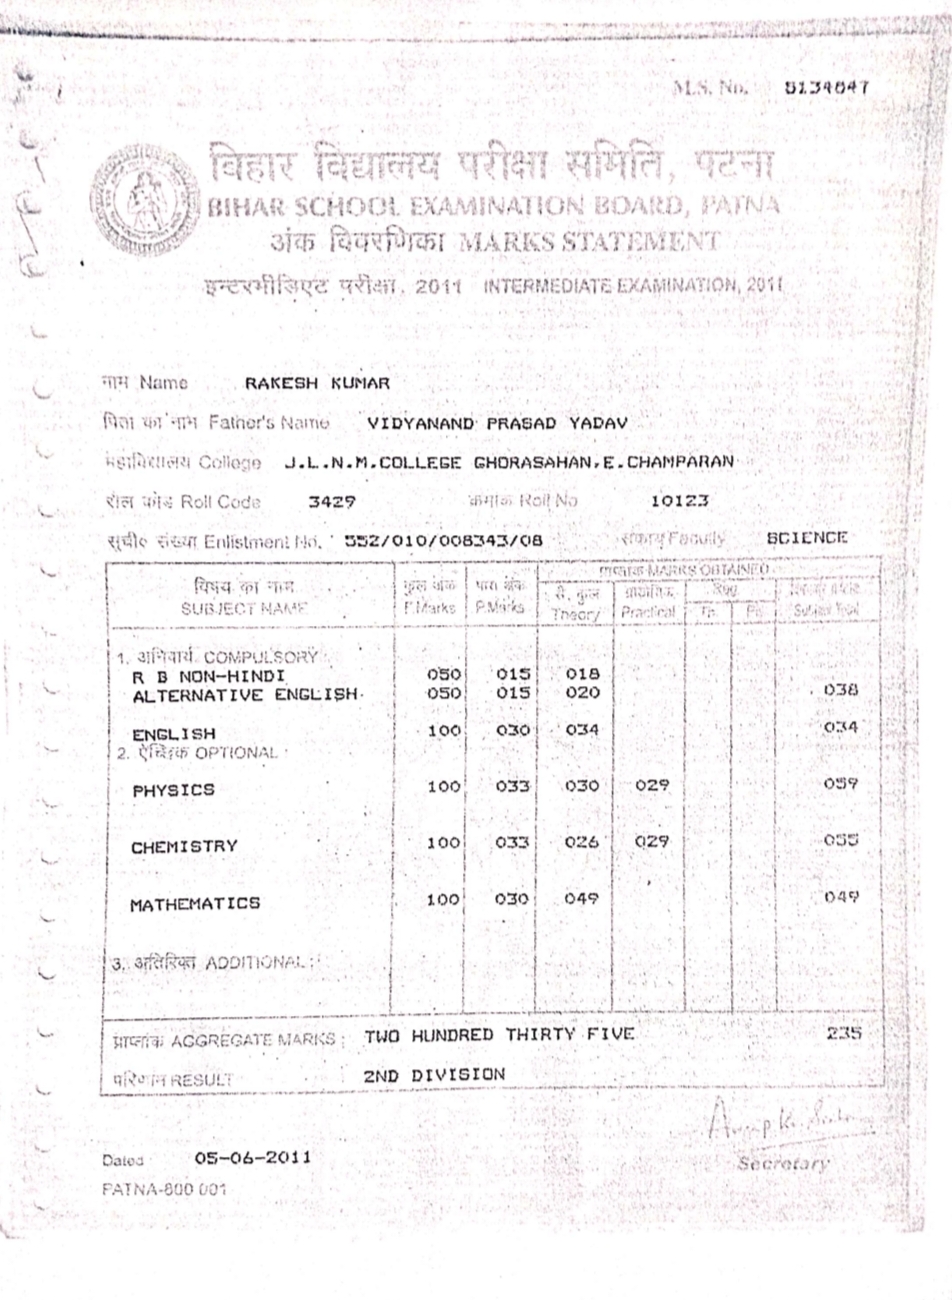 M.S. No. 5134847
बिहार विद्यालय परीक्षा समिति, पटना
BIHAR SCHOOL EXAMINATION BOARD, PATNA
अंक विवरणिका MARKS STATEMENT
इन्टरमीडिएट परीक्षा, 2011 INTERMEDIATE EXAMINATION, 2011
नाम Name RAKESH KUMAR
पिता का नाम Father's Name VIDYANAND PRASAD YADAV
महाविद्यालय College J.L.N.M.COLLEGE GHORASAHAN,E.CHAMPARAN
रोल कोड Roll Code 3429 क्रमांक Roll No 10123
सूची० संख्या Enlistment No. 552/010/008343/08 संकाय Faculty SCIENCE
विषय का नाम SUBJECT NAME पूर्ण अंक F.Marks पास अंक P.Marks MARKS OBTAINED
Theory Practical Reg. Th. Pr. Subject Total
1. अनिवार्य COMPULSORY
R B NON-HINDI 050 015 018
ALTERNATIVE ENGLISH 050 015 020 038
ENGLISH 100 030 034 034
2. ऐच्छिक OPTIONAL
PHYSICS 100 033 030 029 059
CHEMISTRY 100 033 026 029 055
MATHEMATICS 100 030 049 049
3. अतिरिक्त ADDITIONAL
प्राप्तांक AGGREGATE MARKS : TWO HUNDRED THIRTY FIVE 235
परिणाम RESULT 2ND DIVISION
Dated 05-06-2011
Secretary
PATNA-800 001